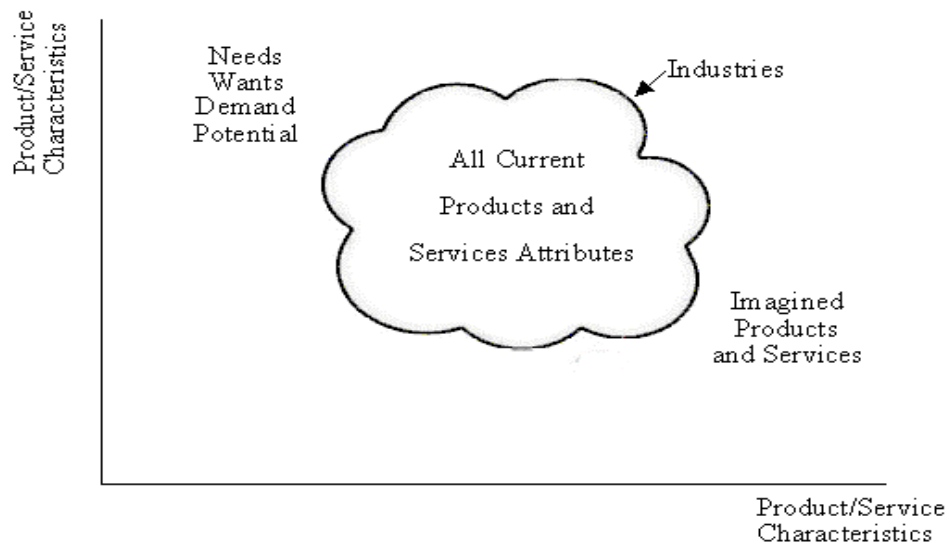 Product/Service
Characteristics
Needs
Wants
Demand
Potential
Industries
All Current
Products and
Services Attributes
Imagined
Products
and Services
Product/Service
Characteristics